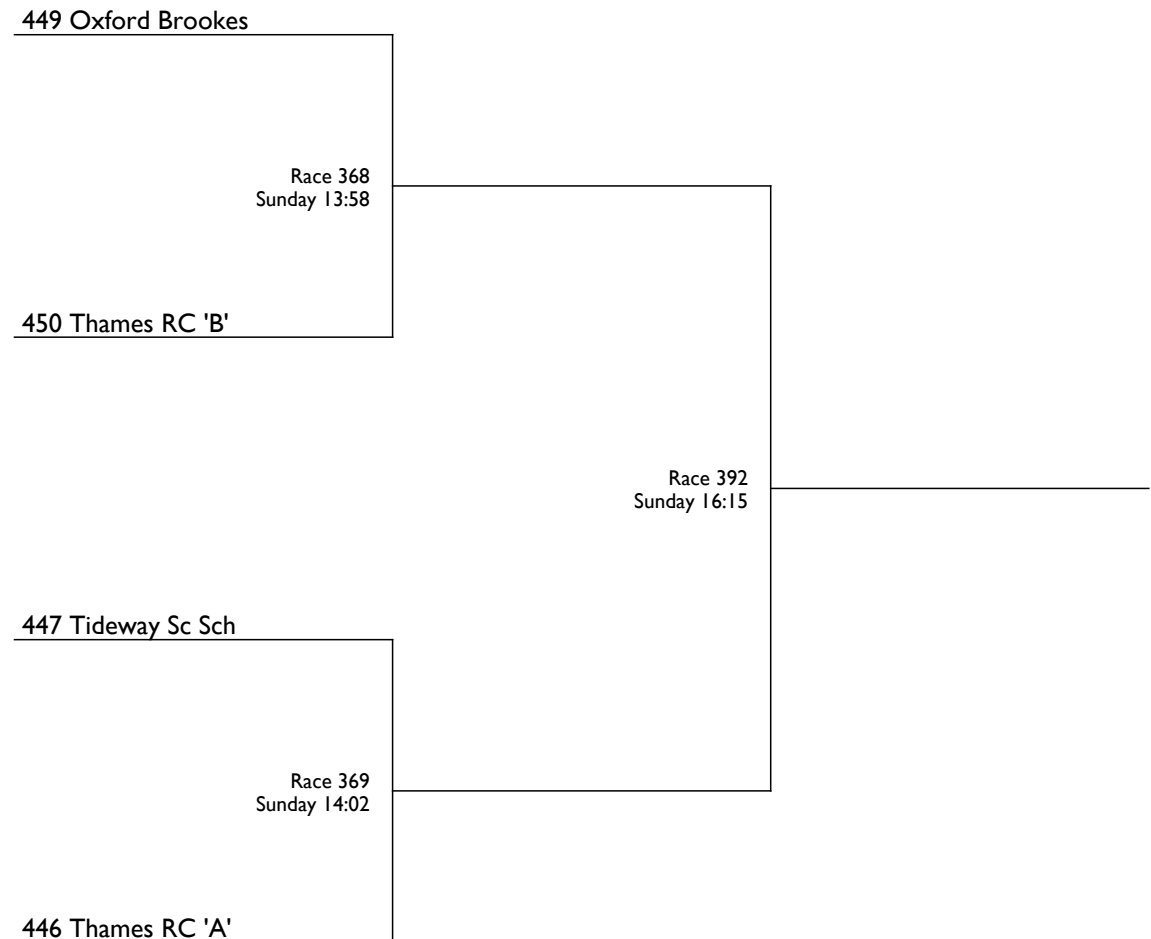 449 Oxford Brookes
Race 368
Sunday 13:58
450 Thames RC 'B'
Race 392
Sunday 16:15
447 Tideway Sc Sch
Race 369
Sunday 14:02
446 Thames RC 'A'